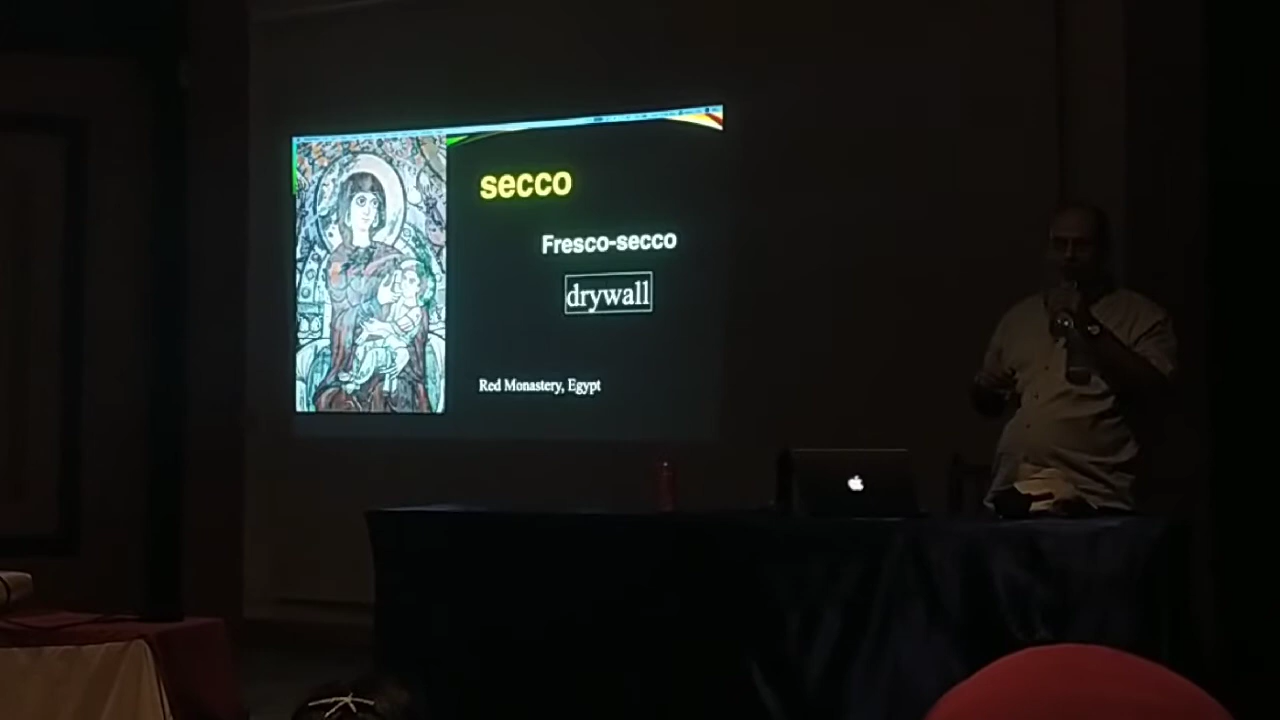 secco
Fresco-secco
drywall
Red Monastery, Egypt